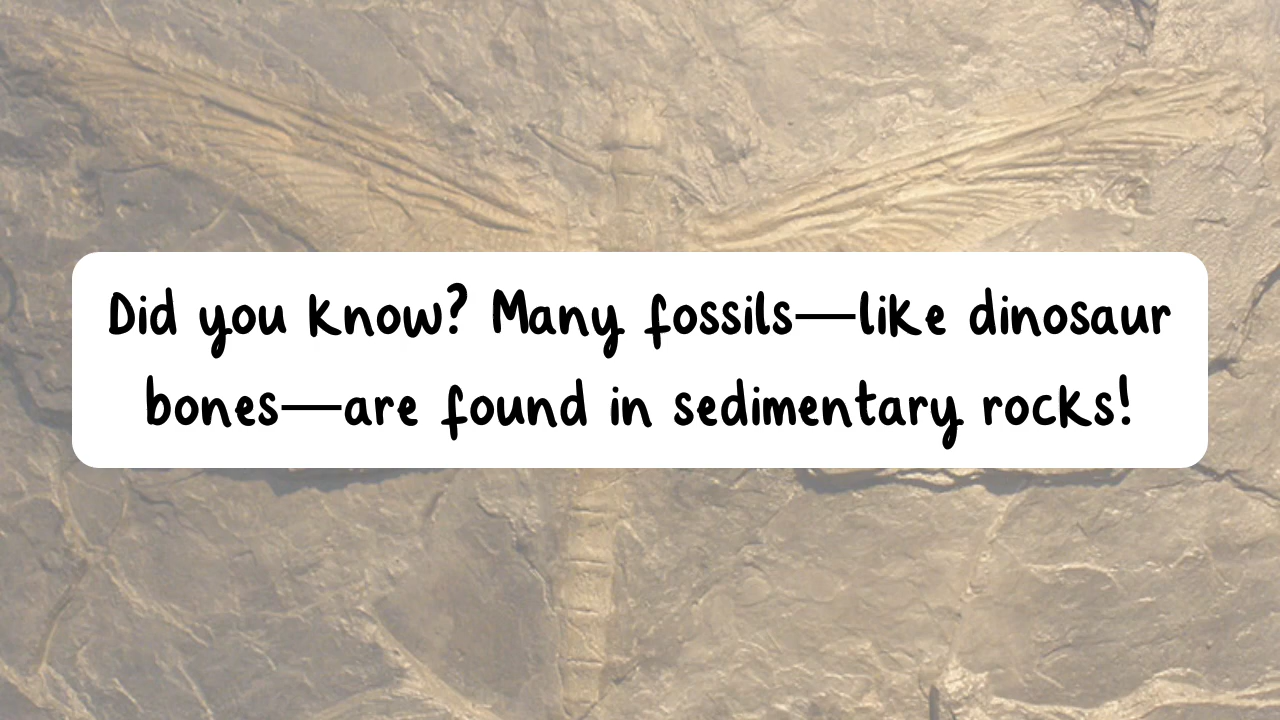 Did you know? Many fossils—like dinosaur
bones—are found in sedimentary rocks!